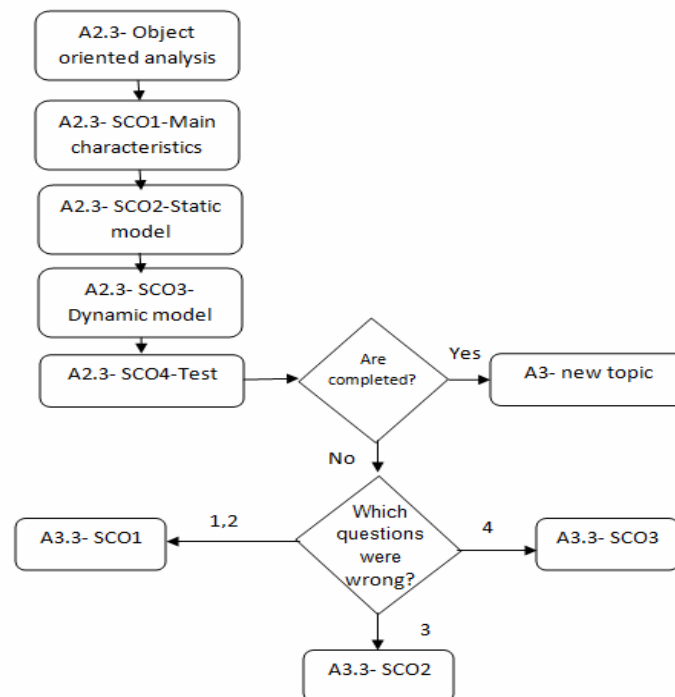 A2.3- Object
oriented analysis
A2.3- SCO1-Main
characteristics
A2.3- SCO2-Static
model
A2.3- SCO3-
Dynamic model
A2.3- SCO4-Test
Are
completed?
Yes
A3- new topic
No
Which
questions
were
wrong?
1,2
A3.3- SCO1
4
A3.3- SCO3
3
A3.3- SCO2